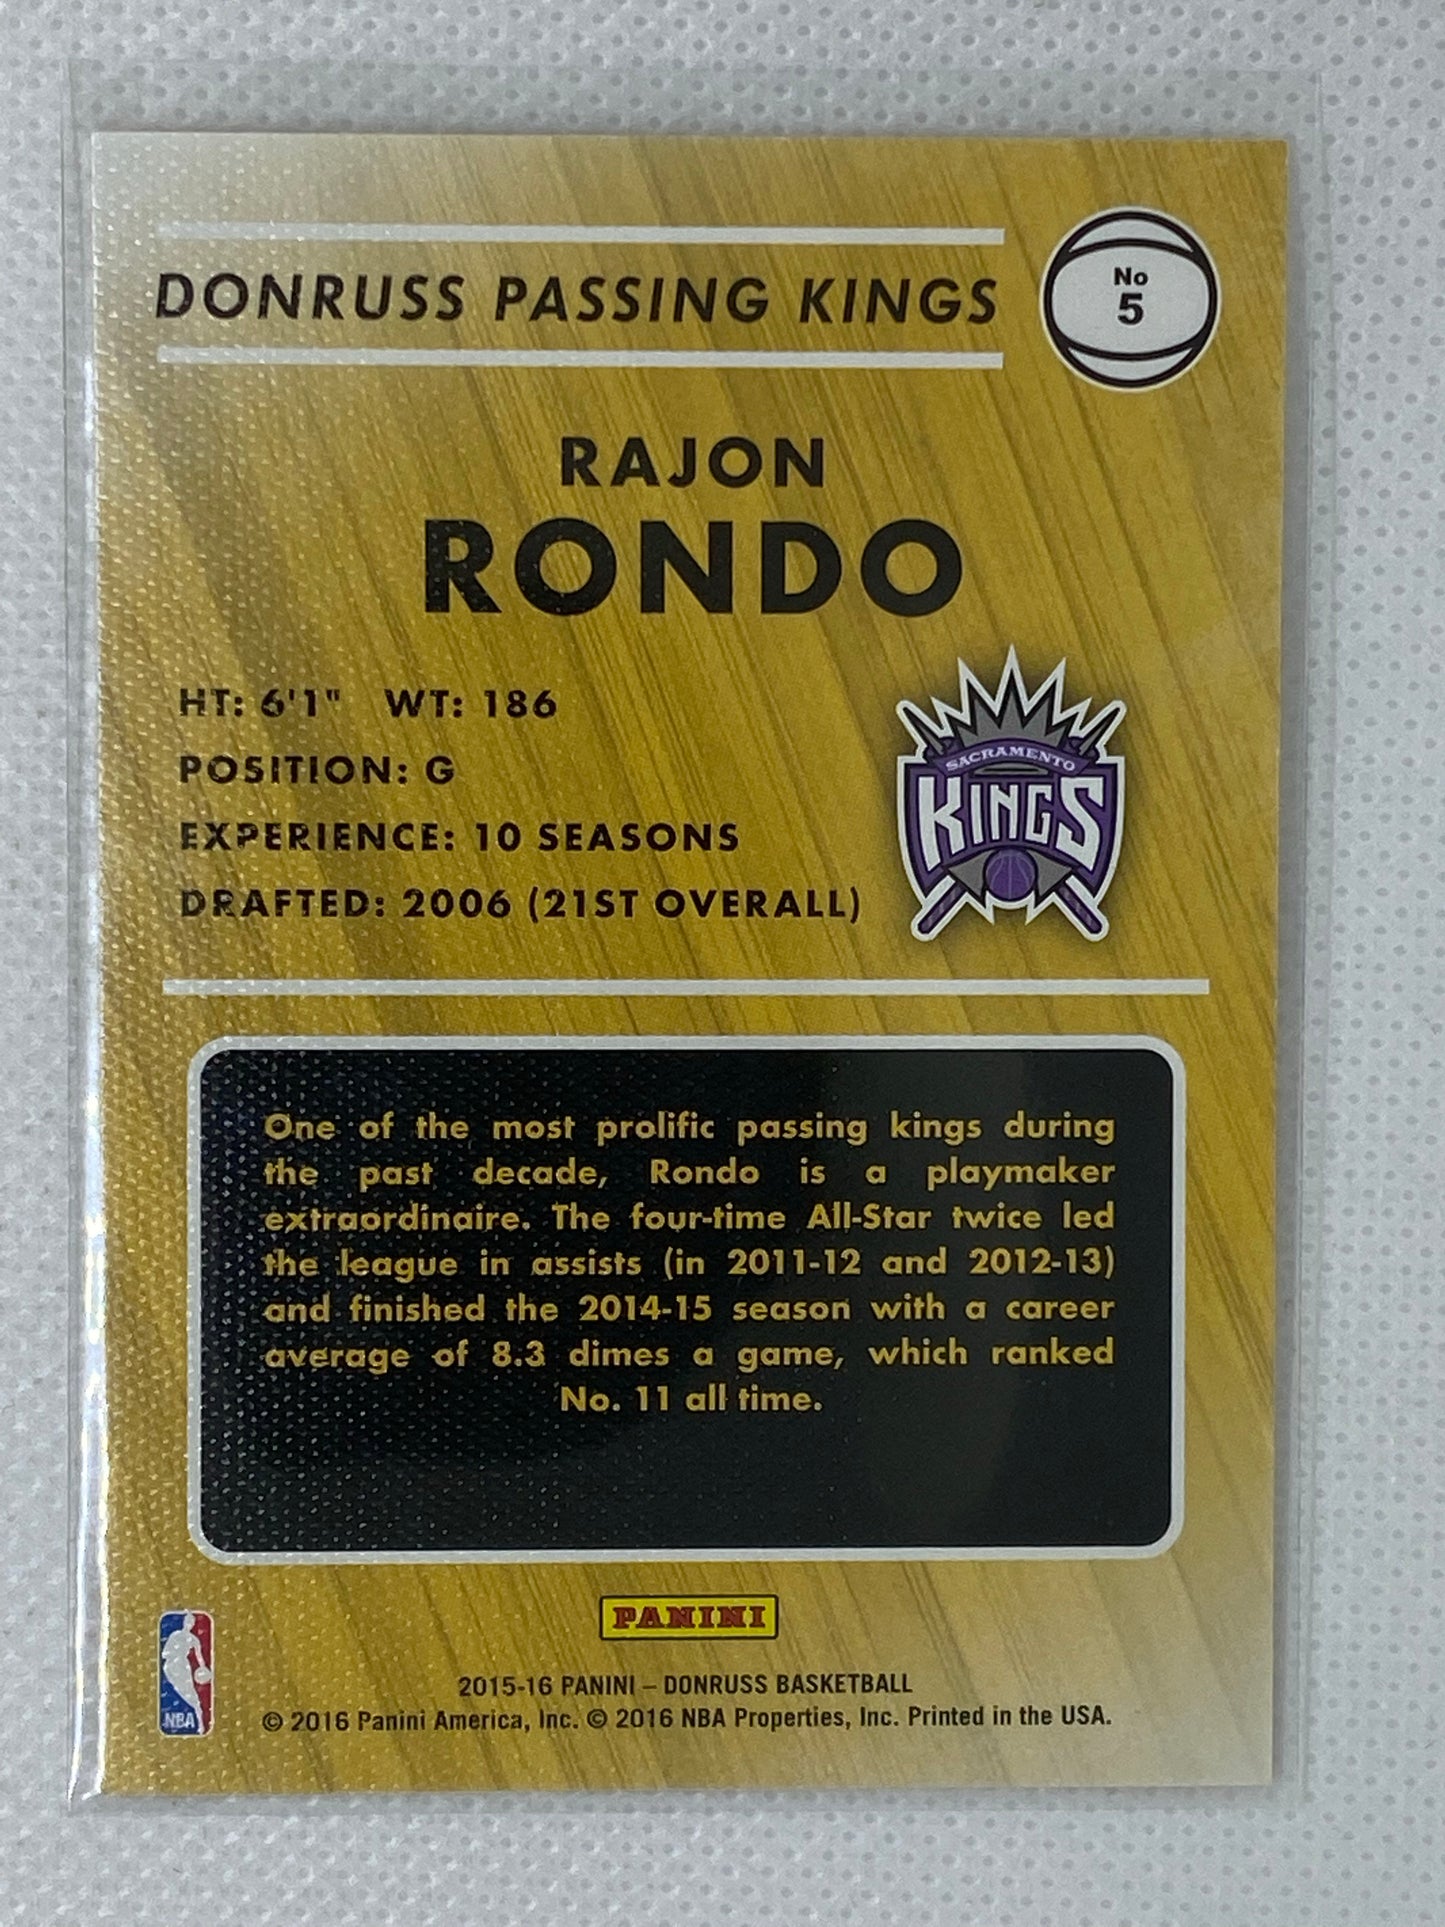 DONRUSS PASSING KINGS
No
5
RAJON
RONDO
HT: 6'1" WT: 186
POSITION: G
EXPERIENCE: 10 SEASONS
DRAFTED: 2006 (21ST OVERALL)
SACRAMENTO
KINGS
One of the most prolific passing kings during
the past decade, Rondo is a playmaker
extraordinaire. The four-time All-Star twice led
the league in assists (in 2011-12 and 2012-13)
and finished the 2014-15 season with a career
average of 8.3 dimes a game, which ranked
No. 11 all time.
PANINI
NBA
2015-16 PANINI – DONRUSS BASKETBALL
© 2016 Panini America, Inc. © 2016 NBA Properties, Inc. Printed in the USA.